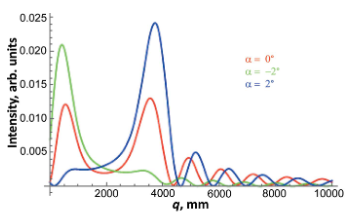 0.025
0.020
0.015
0.010
0.005
Intensity, arb. units
α = 0°
α = −2°
α = 2°
2000 4000 6000 8000 10000
q, mm